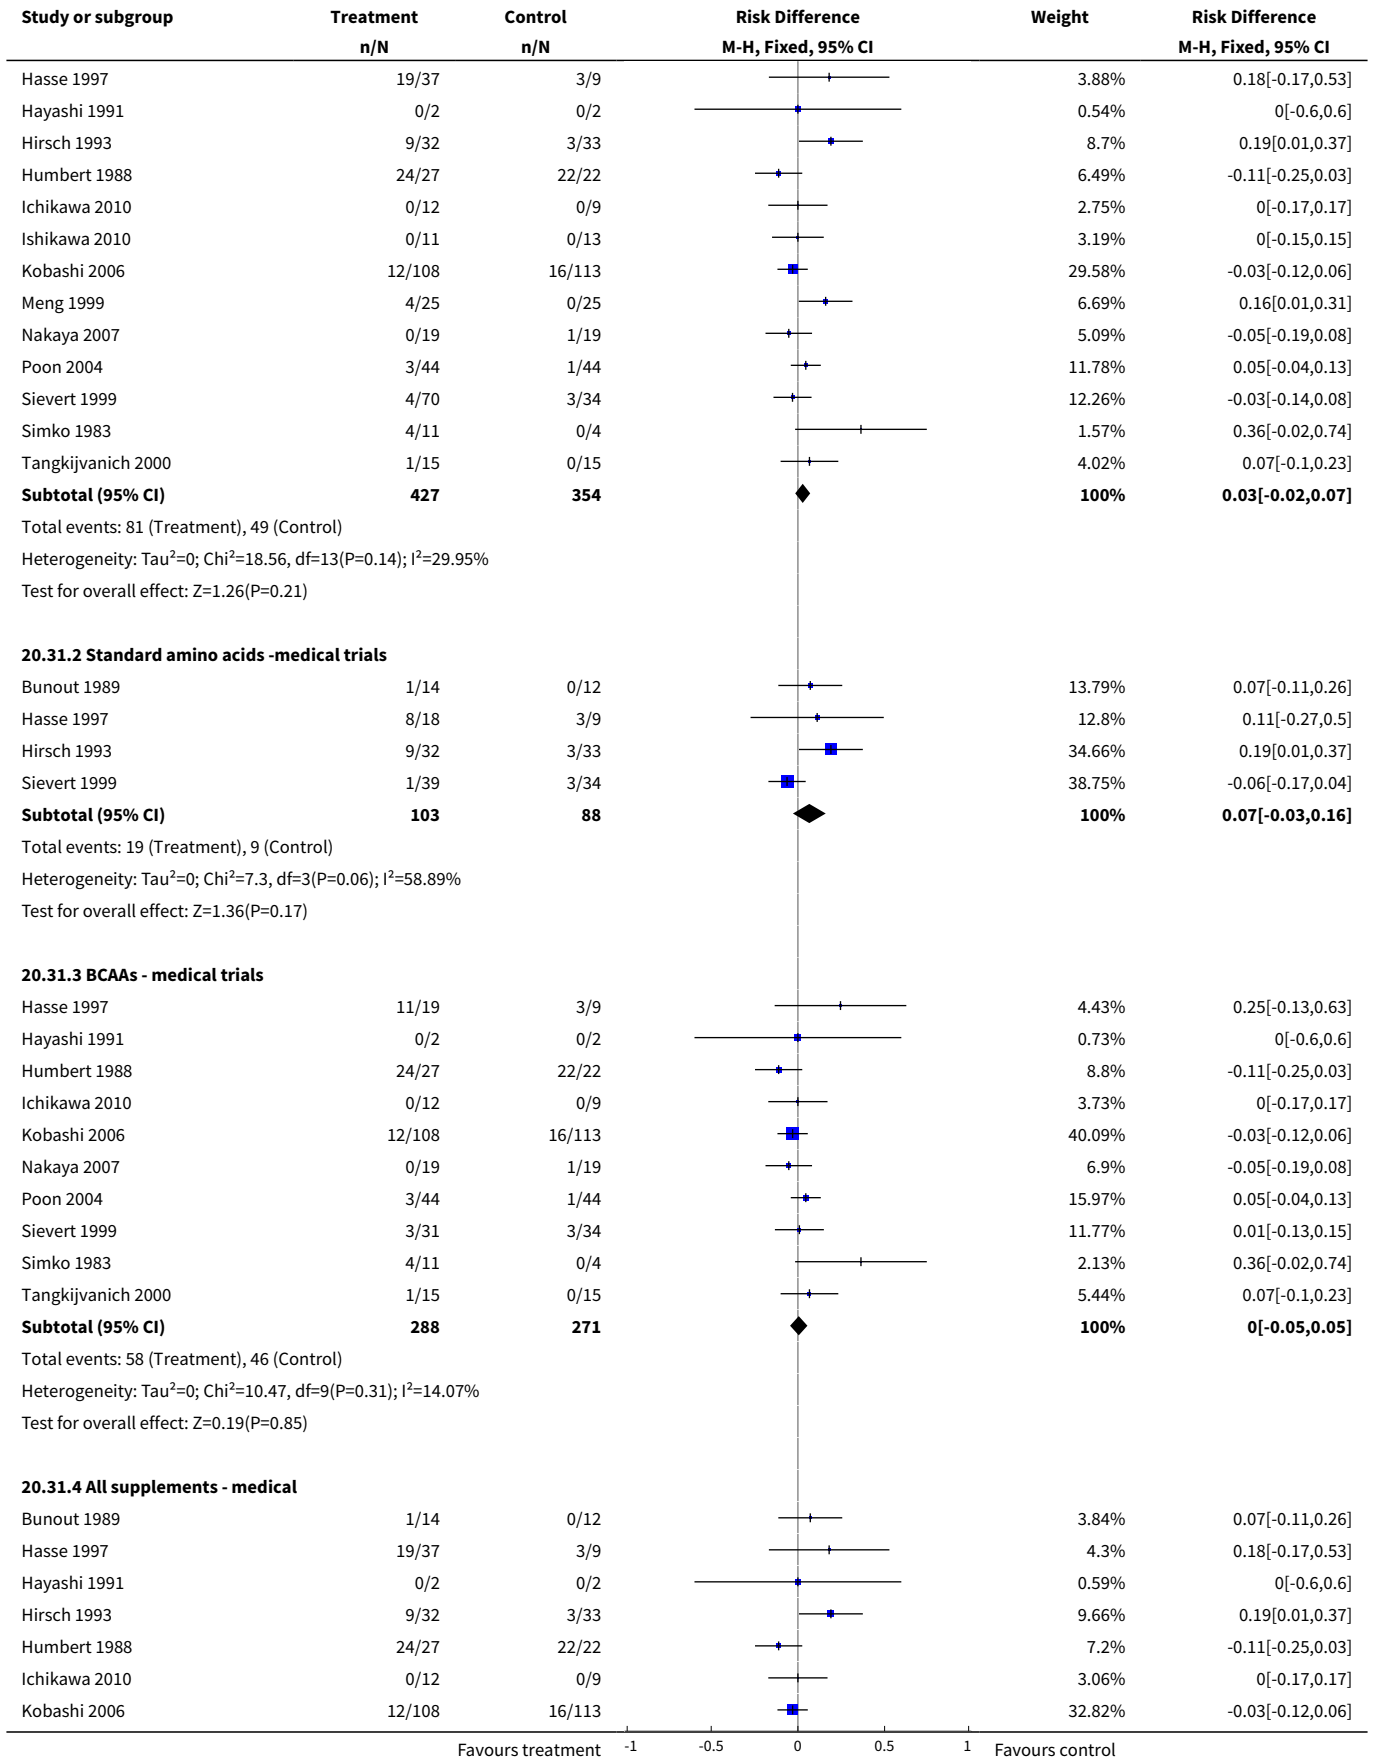 Study or subgroup Treatment Control Risk Difference Weight Risk Difference
n/N n/N M-H, Fixed, 95% CI M-H, Fixed, 95% CI
Hasse 1997 19/37 3/9 3.88% 0.18[-0.17,0.53]
Hayashi 1991 0/2 0/2 0.54% 0[-0.6,0.6]
Hirsch 1993 9/32 3/33 8.7% 0.19[0.01,0.37]
Humbert 1988 24/27 22/22 6.49% -0.11[-0.25,0.03]
Ichikawa 2010 0/12 0/9 2.75% 0[-0.17,0.17]
Ishikawa 2010 0/11 0/13 3.19% 0[-0.15,0.15]
Kobashi 2006 12/108 16/113 29.58% -0.03[-0.12,0.06]
Meng 1999 4/25 0/25 6.69% 0.16[0.01,0.31]
Nakaya 2007 0/19 1/19 5.09% -0.05[-0.19,0.08]
Poon 2004 3/44 1/44 11.78% 0.05[-0.04,0.13]
Sievert 1999 4/70 3/34 12.26% -0.03[-0.14,0.08]
Simko 1983 4/11 0/4 1.57% 0.36[-0.02,0.74]
Tangkijvanich 2000 1/15 0/15 4.02% 0.07[-0.1,0.23]
Subtotal (95% CI) 427 354 100% 0.03[-0.02,0.07]
Total events: 81 (Treatment), 49 (Control)
Heterogeneity: Tau²=0; Chi²=18.56, df=13(P=0.14); I²=29.95%
Test for overall effect: Z=1.26(P=0.21)
20.31.2 Standard amino acids -medical trials
Bunout 1989 1/14 0/12 13.79% 0.07[-0.11,0.26]
Hasse 1997 8/18 3/9 12.8% 0.11[-0.27,0.5]
Hirsch 1993 9/32 3/33 34.66% 0.19[0.01,0.37]
Sievert 1999 1/39 3/34 38.75% -0.06[-0.17,0.04]
Subtotal (95% CI) 103 88 100% 0.07[-0.03,0.16]
Total events: 19 (Treatment), 9 (Control)
Heterogeneity: Tau²=0; Chi²=7.3, df=3(P=0.06); I²=58.89%
Test for overall effect: Z=1.36(P=0.17)
20.31.3 BCAAs - medical trials
Hasse 1997 11/19 3/9 4.43% 0.25[-0.13,0.63]
Hayashi 1991 0/2 0/2 0.73% 0[-0.6,0.6]
Humbert 1988 24/27 22/22 8.8% -0.11[-0.25,0.03]
Ichikawa 2010 0/12 0/9 3.73% 0[-0.17,0.17]
Kobashi 2006 12/108 16/113 40.09% -0.03[-0.12,0.06]
Nakaya 2007 0/19 1/19 6.9% -0.05[-0.19,0.08]
Poon 2004 3/44 1/44 15.97% 0.05[-0.04,0.13]
Sievert 1999 3/31 3/34 11.77% 0.01[-0.13,0.15]
Simko 1983 4/11 0/4 2.13% 0.36[-0.02,0.74]
Tangkijvanich 2000 1/15 0/15 5.44% 0.07[-0.1,0.23]
Subtotal (95% CI) 288 271 100% 0[-0.05,0.05]
Total events: 58 (Treatment), 46 (Control)
Heterogeneity: Tau²=0; Chi²=10.47, df=9(P=0.31); I²=14.07%
Test for overall effect: Z=0.19(P=0.85)
20.31.4 All supplements - medical
Bunout 1989 1/14 0/12 3.84% 0.07[-0.11,0.26]
Hasse 1997 19/37 3/9 4.3% 0.18[-0.17,0.53]
Hayashi 1991 0/2 0/2 0.59% 0[-0.6,0.6]
Hirsch 1993 9/32 3/33 9.66% 0.19[0.01,0.37]
Humbert 1988 24/27 22/22 7.2% -0.11[-0.25,0.03]
Ichikawa 2010 0/12 0/9 3.06% 0[-0.17,0.17]
Kobashi 2006 12/108 16/113 32.82% -0.03[-0.12,0.06]
Favours treatment -1 -0.5 0 0.5 1 Favours control